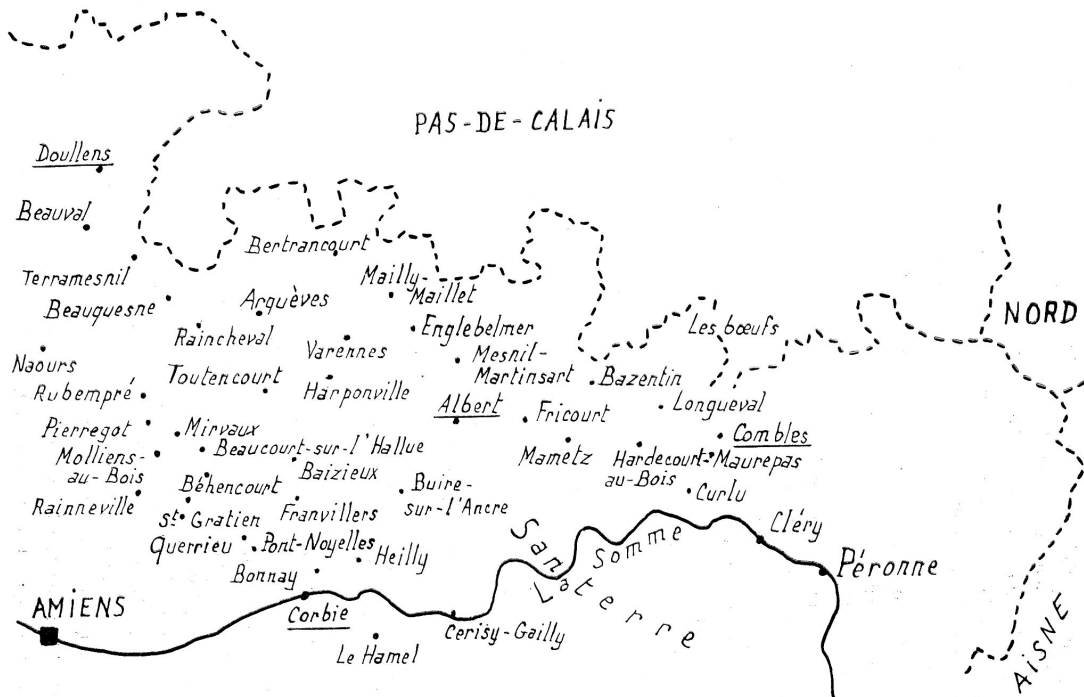 PAS-DE-CALAIS
Doullens
Beauval
Bertrancourt
Terramesnil
Mailly-
Maillet
Beauquesne
Arquèves
NORD
Raincheval
Englebelmer
Les bœufs
Varennes
Mesnil-
Martinsart
Naours
Toutencourt
Bazentin
Rubempré
Harponville
Albert
Longueval
Fricourt
Pierregot
Mirvaux
Combles
Beaucourt-sur-l'Hallue
Molliens-
au-Bois
Mametz
Hardecourt-
au-Bois
Maurepas
Baizieux
Béhencourt
Buire-
sur-l'Ancre
Curlu
Rainneville
St-Gratien
Franvillers
Cléry
Querrieu
Pont-Noyelles
Heilly
Somme
Péronne
Bonnay
Santerre
AMIENS
Corbie
Cerisy-Gailly
Le Hamel
AISNE